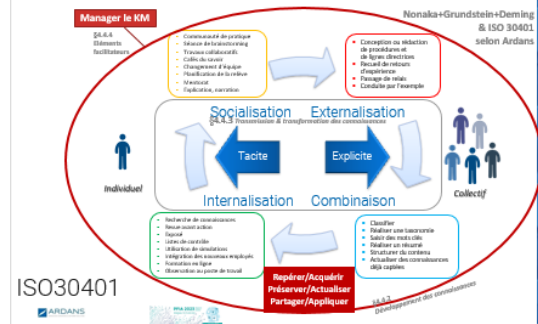 Manager le KM
Nonaka+Grundstein+Deming
& ISO 30401
selon Ardans
§4.4.4
Eléments
facilitateurs
• Communauté de pratique
• Séance de brainstorming
• Travaux collaboratifs
• Cafés du savoir
• Changement d'équipe
• Planification de la relève
• Mentorat
• Explication, narration
• Conception ou rédaction
de procédures et
de lignes directrices
• Recueil de retours
d'expérience
• Passage de relais
• Conduite par l'exemple
Socialisation
Externalisation
§4.4.3 Transmission & transformation des connaissances
Tacite
Explicite
Individuel
Collectif
Internalisation
Combinaison
• Recherche de connaissances
• Revue avant action
• Exposé
• Listes de contrôle
• Utilisation de simulations
• Intégration des nouveaux employés
• Formation en ligne
• Observation au poste de travail
• Classifier
• Réaliser une taxonomie
• Saisir des mots clés
• Réaliser un résumé
• Structurer du contenu
• Actualiser des connaissances
déjà captées
Repérer/Acquérir
Préserver/Actualiser
Partager/Appliquer
§4.4.2
Développement des connaissances
ISO30401
ARDANS